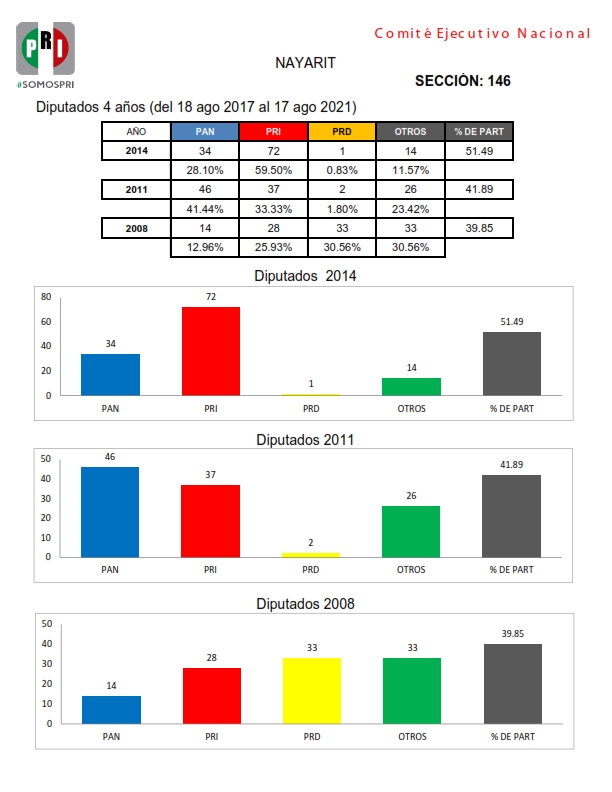 Comité Ejecutivo Nacional
PRI
#SOMOSPRI
NAYARIT
SECCIÓN: 146
Diputados 4 años (del 18 ago 2017 al 17 ago 2021)
AÑO PAN PRI PRD OTROS % DE PART
2014 34 72 1 14 51.49
28.10% 59.50% 0.83% 11.57%
2011 46 37 2 26 41.89
41.44% 33.33% 1.80% 23.42%
2008 14 28 33 33 39.85
12.96% 25.93% 30.56% 30.56%
Diputados 2014
80
60
40
20
0
34 72 1 14 51.49
PAN PRI PRD OTROS % DE PART
Diputados 2011
50
40
30
20
10
0
46 37 2 26 41.89
PAN PRI PRD OTROS % DE PART
Diputados 2008
50
40
30
20
10
0
14 28 33 33 39.85
PAN PRI PRD OTROS % DE PART